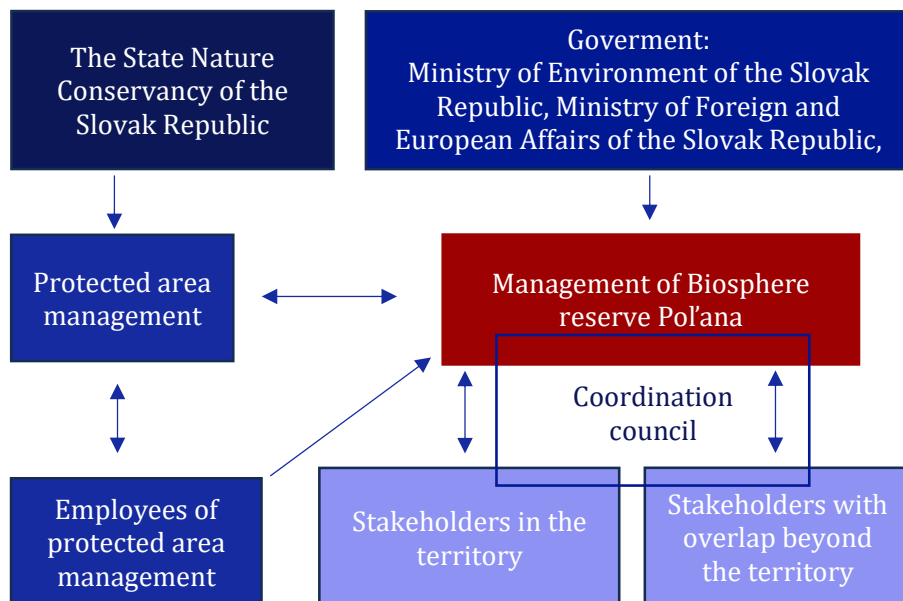 The State Nature
Conservancy of the
Slovak Republic
Goverment:
Ministry of Environment of the Slovak
Republic, Ministry of Foreign and
European Affairs of the Slovak Republic,
Protected area
management
Management of Biosphere
reserve Poľana
Coordination
council
Employees of
protected area
management
Stakeholders in the
territory
Stakeholders with
overlap beyond
the territory